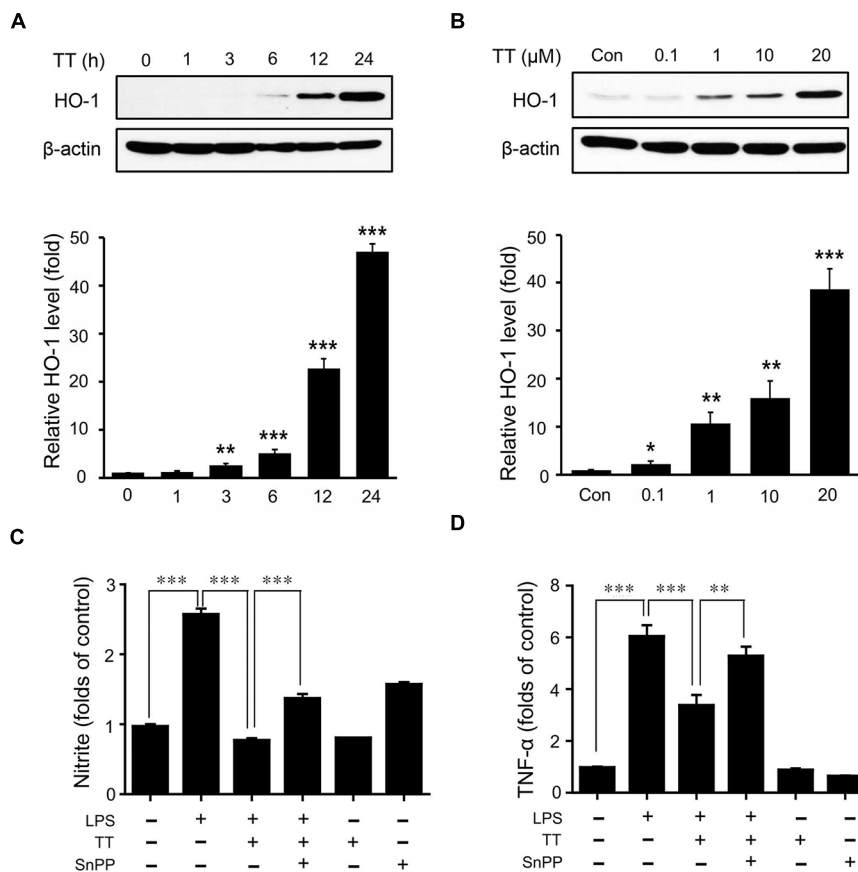 A
TT (h) 0 1 3 6 12 24
HO-1
β-actin
Relative HO-1 level (fold)
50
40
30
20
10
0
** *** *** ***
0 1 3 6 12 24
B
TT (μM) Con 0.1 1 10 20
HO-1
β-actin
Relative HO-1 level (fold)
50
40
30
20
10
0
* ** ** ***
Con 0.1 1 10 20
C
Nitrite (folds of control)
3
2
1
0
*** *** ***
LPS – + + + – –
TT – – + + + –
SnPP – – – + – +
D
TNF-α (folds of control)
8
6
4
2
0
*** *** **
LPS – + + + – –
TT – – + + + –
SnPP – – – + – +